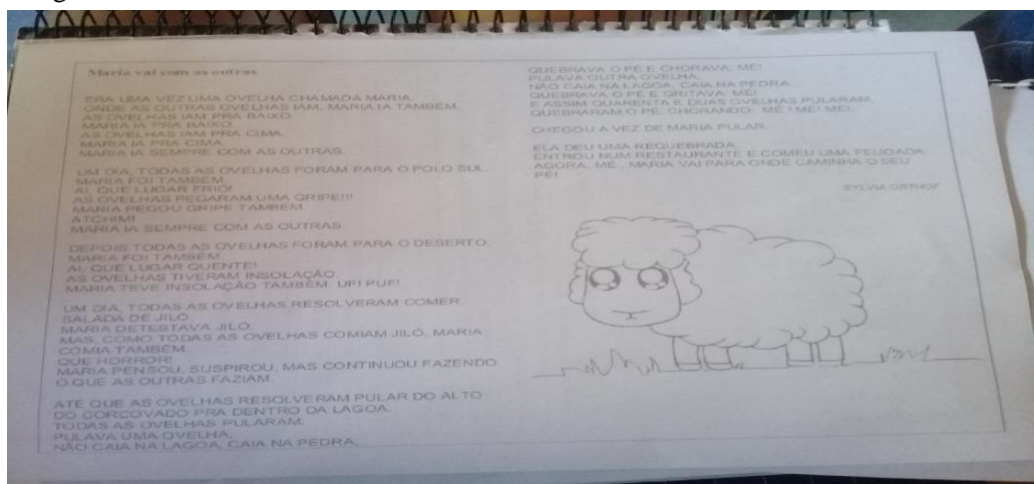 Maria vai com as outras
ERA UMA VEZ UMA OVELHA CHAMADA MARIA.
ONDE AS OUTRAS OVELHAS IAM, MARIA IA TAMBÉM.
AS OVELHAS IAM PRA BAIXO.
MARIA IA PRA BAIXO.
AS OVELHAS IAM PRA CIMA.
MARIA IA PRA CIMA.
MARIA IA SEMPRE COM AS OUTRAS.
UM DIA, TODAS AS OVELHAS FORAM PARA O POLO SUL.
MARIA FOI TAMBÉM.
AI, QUE LUGAR FRIO!
AS OVELHAS PEGARAM UMA GRIPE!!!
MARIA PEGOU GRIPE TAMBÉM.
ATCHIM!
MARIA IA SEMPRE COM AS OUTRAS.
DEPOIS TODAS AS OVELHAS FORAM PARA O DESERTO.
MARIA FOI TAMBÉM.
AI, QUE LUGAR QUENTE!
AS OVELHAS TIVERAM INSOLAÇÃO.
MARIA TEVE INSOLAÇÃO TAMBÉM. UF! PUF!
UM DIA, TODAS AS OVELHAS RESOLVERAM COMER
SALADA DE JILÓ.
MARIA DETESTAVA JILÓ.
MAS, COMO TODAS AS OVELHAS COMIAM JILÓ, MARIA
COMIA TAMBÉM.
QUE HORROR!
MARIA PENSOU, SUSPIROU, MAS CONTINUOU FAZENDO
O QUE AS OUTRAS FAZIAM.
ATÉ QUE AS OVELHAS RESOLVERAM PULAR DO ALTO
DO CORCOVADO PRA DENTRO DA LAGOA.
TODAS AS OVELHAS PULARAM.
PULAVA UMA OVELHA,
NÃO CAIA NA LAGOA, CAIA NA PEDRA,
QUEBRAVA O PÉ E CHORAVA: MÉ!
PULAVA OUTRA OVELHA,
NÃO CAIA NA LAGOA, CAIA NA PEDRA,
QUEBRAVA O PÉ E GRITAVA: MÉ!
E ASSIM QUARENTA E DUAS OVELHAS PULARAM,
QUEBRARAM O PÉ, CHORANDO: MÉ ! MÉ! MÉ!
CHEGOU A VEZ DE MARIA PULAR.
ELA DEU UMA REQUEBRADA,
ENTROU NUM RESTAURANTE E COMEU UMA FEIJOADA.
AGORA, MÉ, MARIA VAI PARA ONDE CAMINHA O SEU
PÉ!
SYLVIA ORTHOF